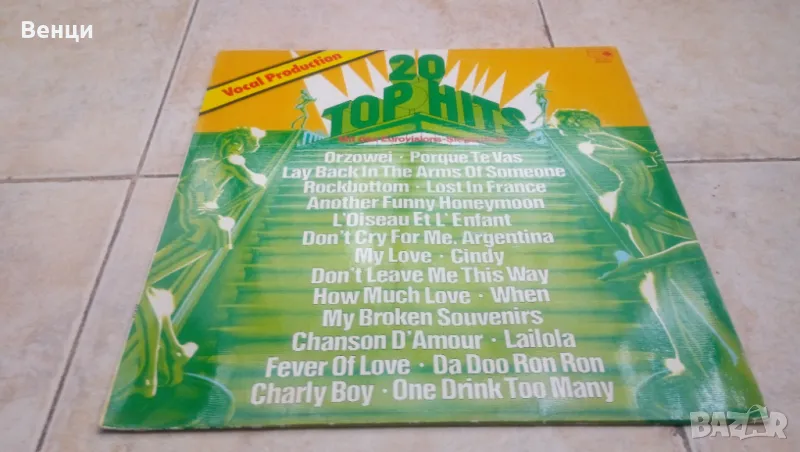 Венци
Vocal Production
20
TOP HITS
Orzowei · Porque Te Vas
Lay Back In The Arms Of Someone
Rockbottom · Lost In France
Another Funny Honeymoon
L'Oiseau Et L'Enfant
Don't Cry For Me, Argentina
My Love · Cindy
Don't Leave Me This Way
How Much Love · When
My Broken Souvenirs
Chanson D'Amour · Lailola
Fever Of Love · Da Doo Ron Ron
Charly Boy · One Drink Too Many
BAZAR